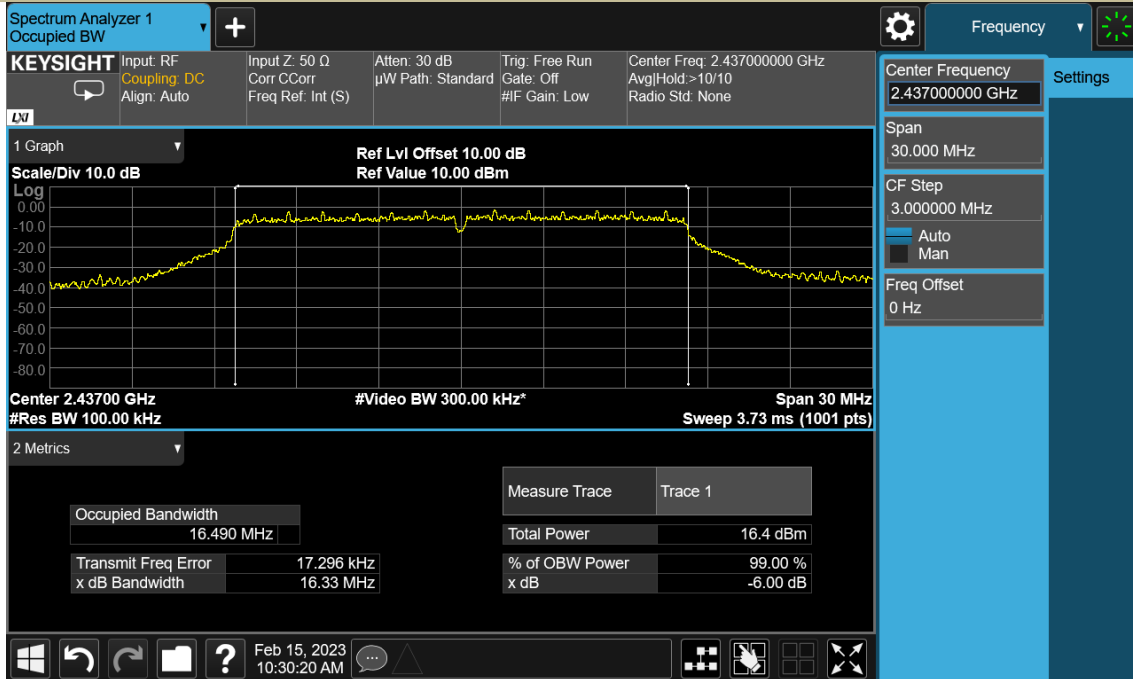 Spectrum Analyzer 1
Occupied BW
+
Frequency
KEYSIGHT
LXI
Input: RF
Coupling: DC
Align: Auto
Input Z: 50 Ω
Corr CCorr
Freq Ref: Int (S)
Atten: 30 dB
µW Path: Standard
Trig: Free Run
Gate: Off
#IF Gain: Low
Center Freq: 2.437000000 GHz
Avg|Hold:>10/10
Radio Std: None
Center Frequency
2.437000000 GHz
Settings
Span
30.000 MHz
CF Step
3.000000 MHz
Auto
Man
Freq Offset
0 Hz
1 Graph
Scale/Div 10.0 dB
Ref Lvl Offset 10.00 dB
Ref Value 10.00 dBm
Log
0.00
-10.0
-20.0
-30.0
-40.0
-50.0
-60.0
-70.0
-80.0
Center 2.43700 GHz
#Video BW 300.00 kHz*
Span 30 MHz
#Res BW 100.00 kHz
Sweep 3.73 ms (1001 pts)
2 Metrics
Measure Trace Trace 1
Occupied Bandwidth
16.490 MHz
Total Power 16.4 dBm
Transmit Freq Error 17.296 kHz
% of OBW Power 99.00 %
x dB Bandwidth 16.33 MHz
x dB -6.00 dB
?
Feb 15, 2023
10:30:20 AM